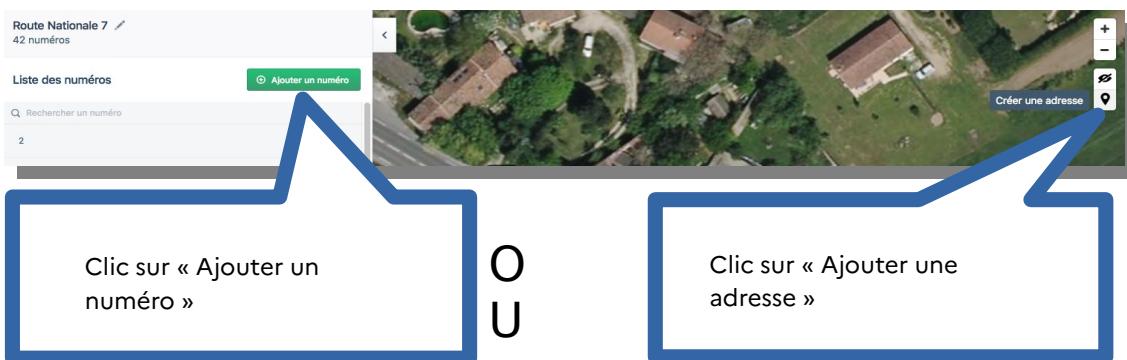 Route Nationale 7
42 numéros
Liste des numéros
Ajouter un numéro
Rechercher un numéro
2
Créer une adresse
Clic sur « Ajouter un
numéro »
O
U
Clic sur « Ajouter une
adresse »